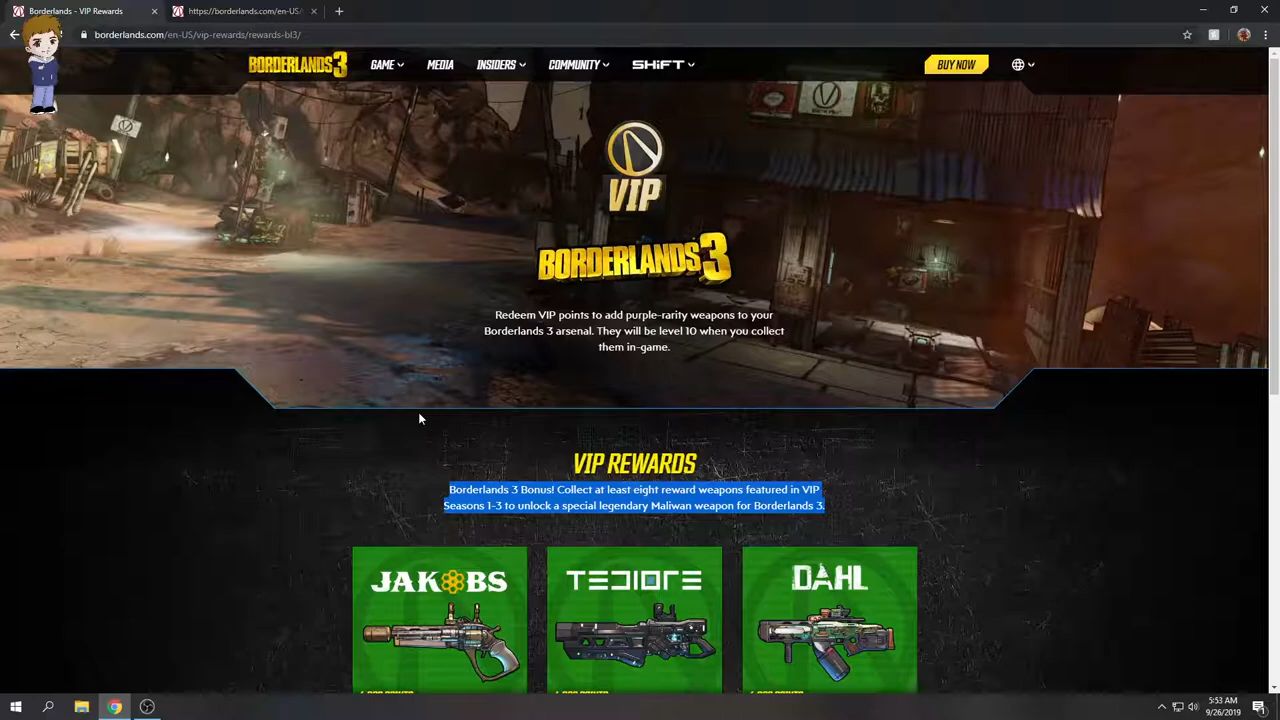 Borderlands - VIP Rewards
https://borderlands.com/en-US/
borderlands.com/en-US/vip-rewards/rewards-bl3/
BORDERLANDS 3
GAME
MEDIA
INSIDERS
COMMUNITY
SHiFT
BUY NOW
VIP
BORDERLANDS 3
Redeem VIP points to add purple-rarity weapons to your
Borderlands 3 arsenal. They will be level 10 when you collect
them in-game.
VIP REWARDS
Borderlands 3 Bonus! Collect at least eight reward weapons featured in VIP
Seasons 1-3 to unlock a special legendary Maliwan weapon for Borderlands 3.
JAKOBS
TEDIORE
DAHL
5:53 AM
9/26/2019